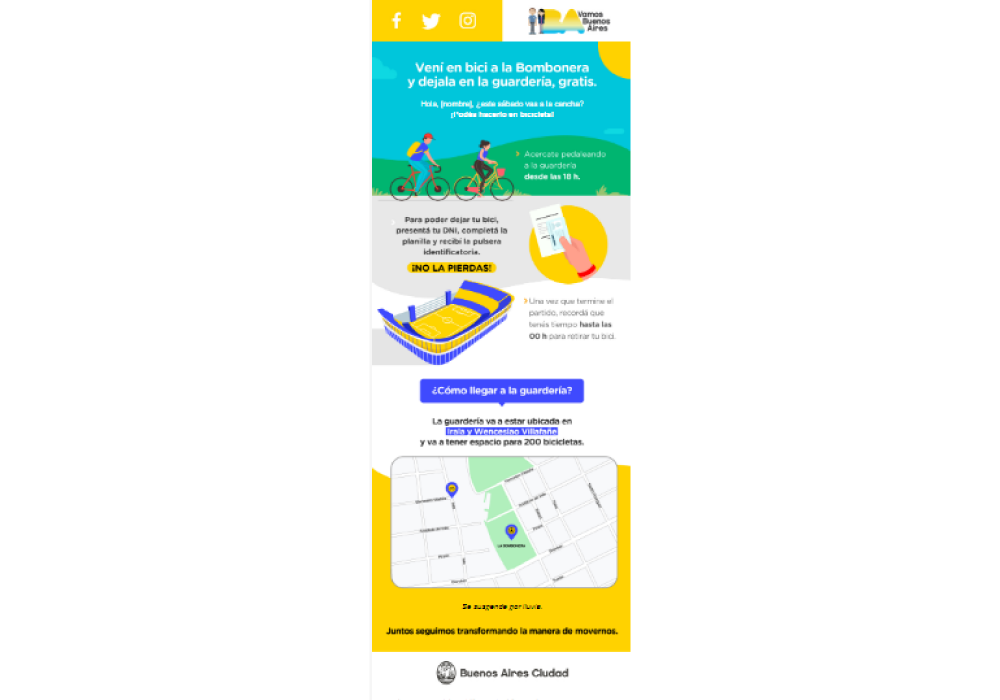 BA Vamos
Buenos
Aires
Vení en bici a la Bombonera
y dejala en la guardería, gratis.
Hola, [nombre], ¿este sábado vas a la cancha?
¡Podés hacerlo en bicicleta!
Acercate pedaleando
a la guardería
desde las 18 h.
Para poder dejar tu bici,
presentá tu DNI, completá la
planilla y recibí la pulsera
identificatoria.
¡NO LA PIERDAS!
Una vez que termine el
partido, recordá que
tenés tiempo hasta las
00 h para retirar tu bici.
¿Cómo llegar a la guardería?
La guardería va a estar ubicada en
Irala y Wenceslao Villafañe
y va a tener espacio para 200 bicicletas.
LA BOMBONERA
Se suspende por lluvia.
Juntos seguimos transformando la manera de movernos.
Buenos Aires Ciudad